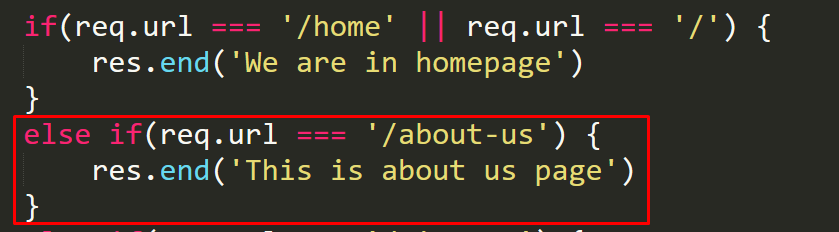 if(req.url === '/home' || req.url === '/') {
    res.end('We are in homepage')
}
else if(req.url === '/about-us') {
    res.end('This is about us page')
}